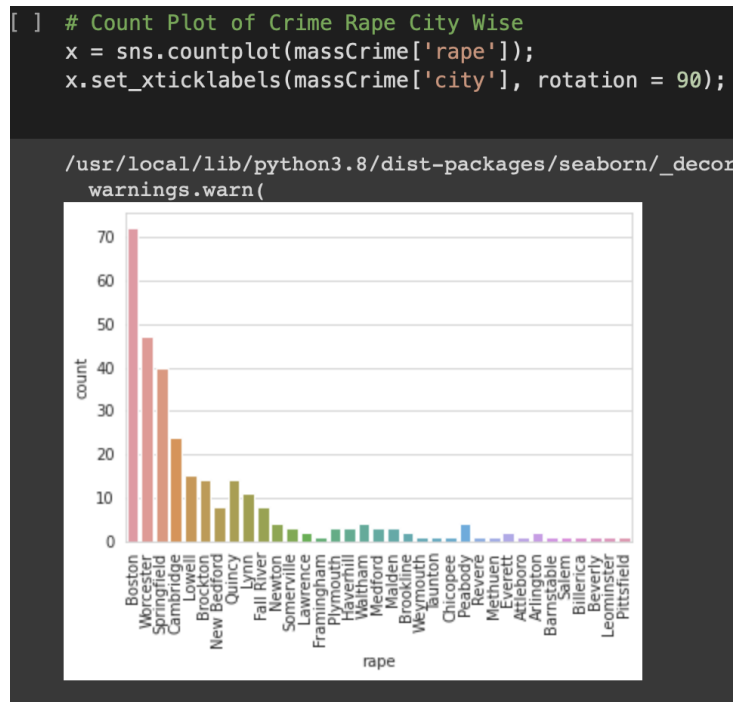 [ ] # Count Plot of Crime Rape City Wise
x = sns.countplot(massCrime['rape']);
x.set_xticklabels(massCrime['city'], rotation = 90);
/usr/local/lib/python3.8/dist-packages/seaborn/_decor
warnings.warn(
70
60
50
40
30
20
10
0
count
Boston
Worcester
Springfield
Cambridge
Lowell
Brockton
New Bedford
Quincy
Lynn
Fall River
Newton
Somerville
Lawrence
Framingham
Plymouth
Haverhill
Waltham
Medford
Malden
Brookline
Weymouth
Taunton
Chicopee
Peabody
Revere
Methuen
Everett
Attleboro
Arlington
Barnstable
Salem
Billerica
Beverly
Leominster
Pittsfield
rape